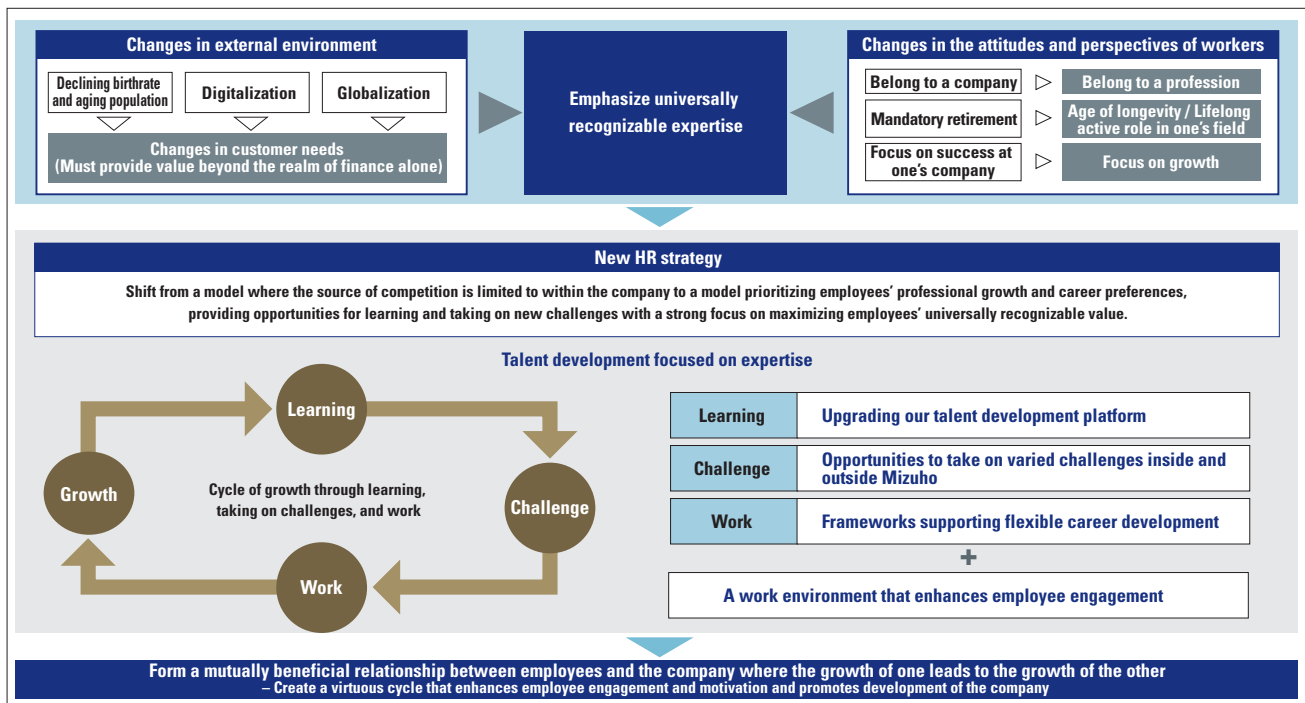 Changes in external environment
Declining birthrate
and aging population
Digitalization
Globalization
Changes in customer needs
(Must provide value beyond the realm of finance alone)
Emphasize universally
recognizable expertise
Changes in the attitudes and perspectives of workers
Belong to a company
Belong to a profession
Mandatory retirement
Age of longevity / Lifelong
active role in one's field
Focus on success at
one's company
Focus on growth
New HR strategy
Shift from a model where the source of competition is limited to within the company to a model prioritizing employees' professional growth and career preferences,
providing opportunities for learning and taking on new challenges with a strong focus on maximizing employees' universally recognizable value.
Talent development focused on expertise
Learning
Growth
Cycle of growth through learning,
taking on challenges, and work
Challenge
Work
Learning
Upgrading our talent development platform
Challenge
Opportunities to take on varied challenges inside and
outside Mizuho
Work
Frameworks supporting flexible career development
+
A work environment that enhances employee engagement
Form a mutually beneficial relationship between employees and the company where the growth of one leads to the growth of the other
– Create a virtuous cycle that enhances employee engagement and motivation and promotes development of the company